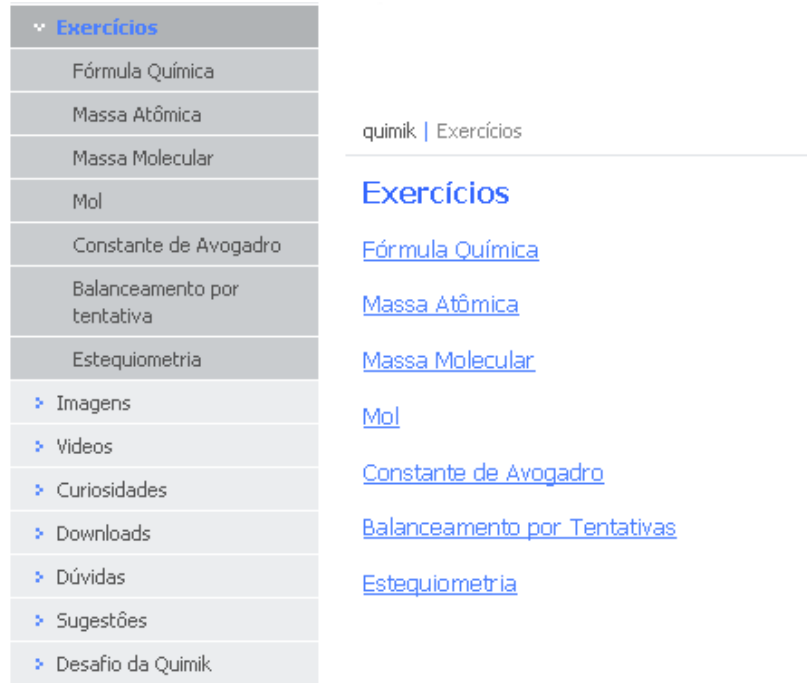 Exercícios
Fórmula Química
Massa Atômica
Massa Molecular
Mol
Constante de Avogadro
Balanceamento por
tentativa
Estequiometria
Imagens
Videos
Curiosidades
Downloads
Dúvidas
Sugestôes
Desafio da Quimik
quimik | Exercícios
Exercícios
Fórmula Química
Massa Atômica
Massa Molecular
Mol
Constante de Avogadro
Balanceamento por Tentativas
Estequiometria